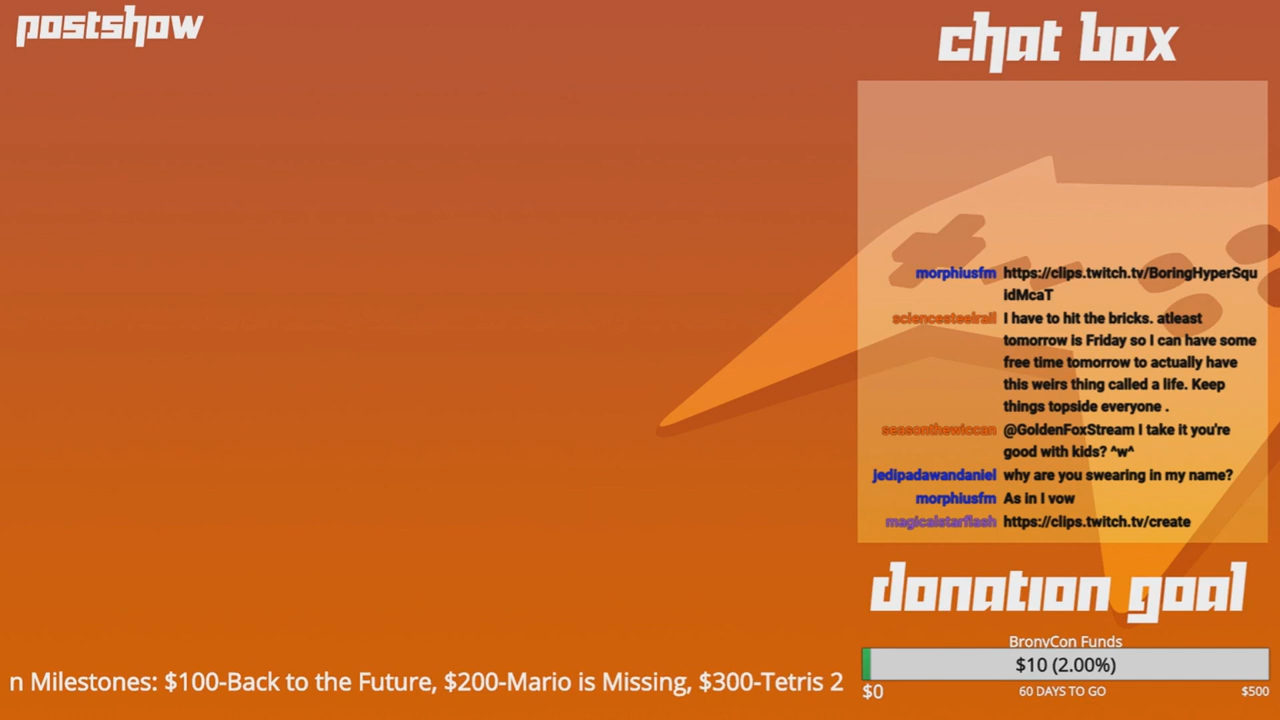 postshow
chat box
morphiusfm https://clips.twitch.tv/BoringHyperSqu
idMcaT
sciencesteelrail I have to hit the bricks. atleast
tomorrow is Friday so I can have some
free time tomorrow to actually have
this weirs thing called a life. Keep
things topside everyone .
seasonthewiccan @GoldenFoxStream I take it you're
good with kids? ^w^
jedipadawandaniel why are you swearing in my name?
morphiusfm As in I vow
magicalstarflash https://clips.twitch.tv/create
donation goal
BronyCon Funds
$10 (2.00%)
$0 60 DAYS TO GO $500
n Milestones: $100-Back to the Future, $200-Mario is Missing, $300-Tetris 2